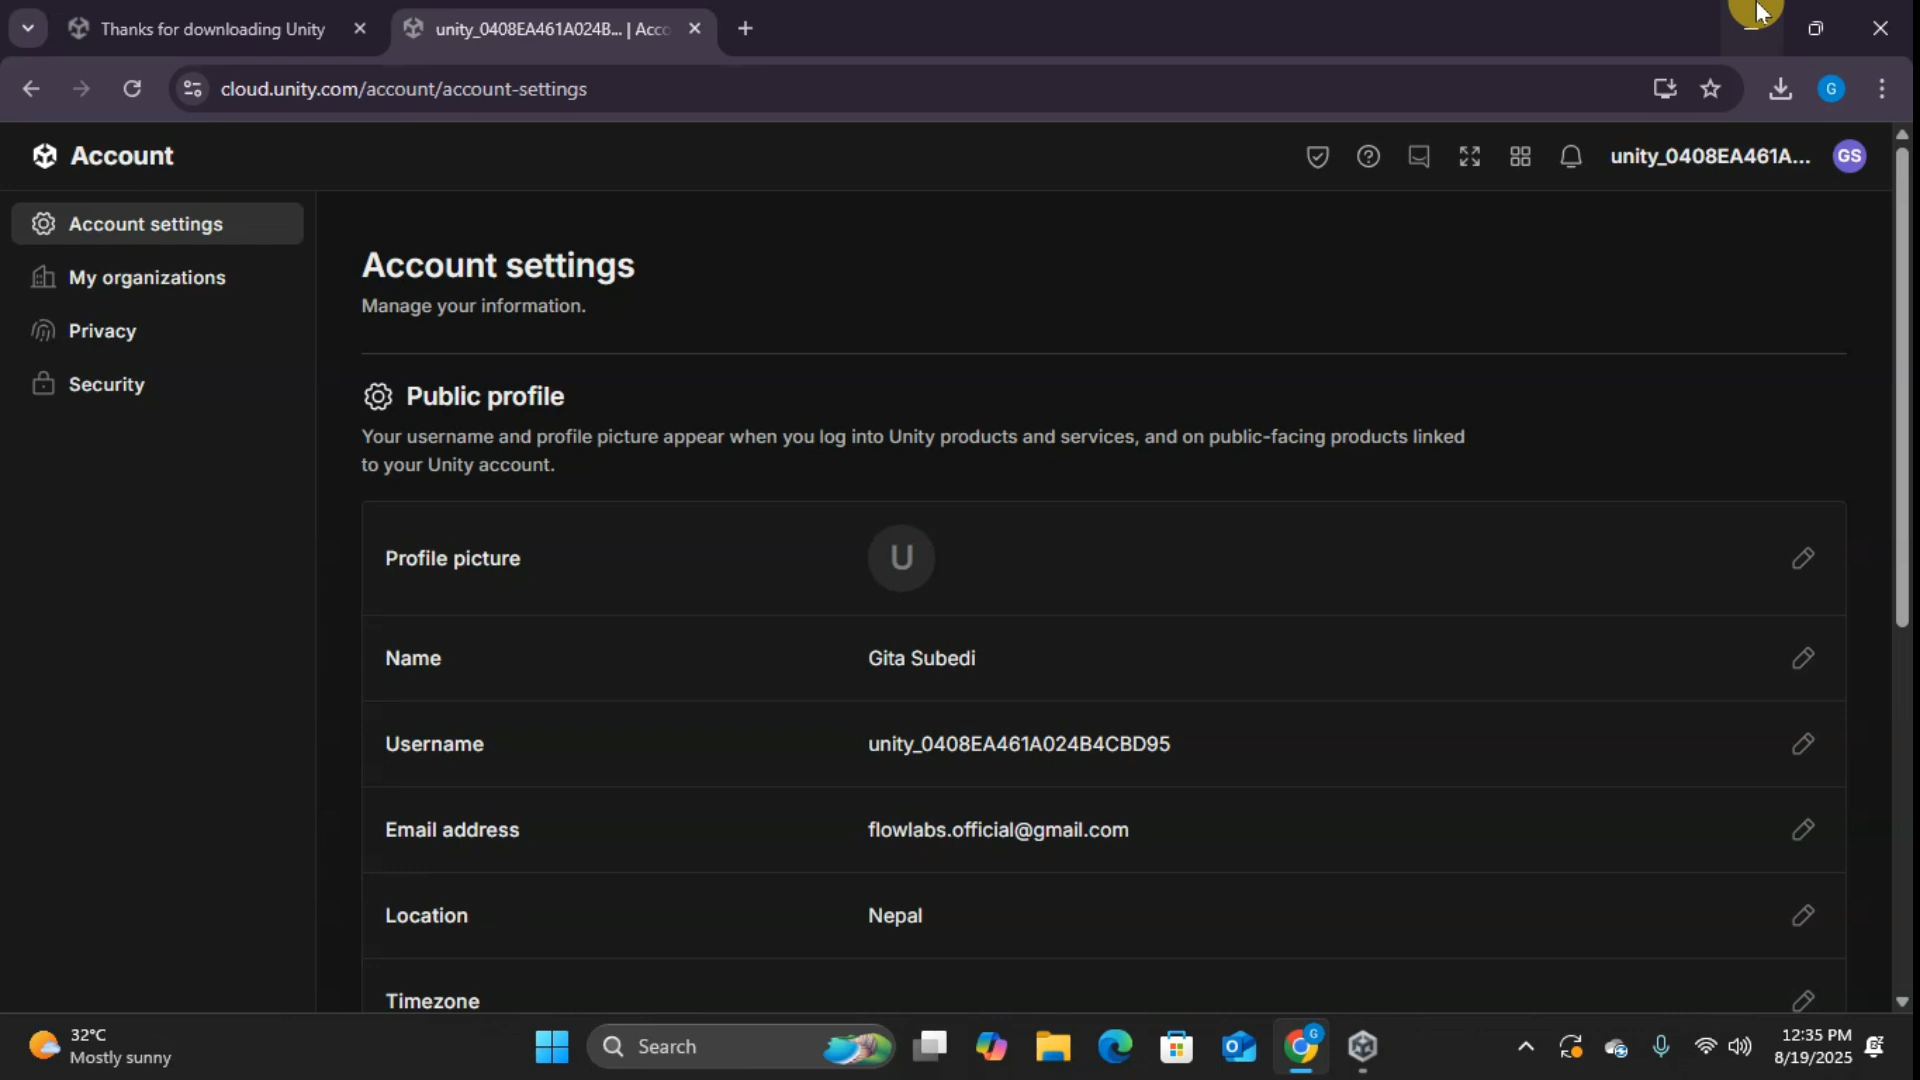 Thanks for downloading Unity
unity_0408EA461A024B... | Acco
cloud.unity.com/account/account-settings
G
Account
unity_0408EA461A...
GS
Account settings
My organizations
Privacy
Security
Account settings
Manage your information.
Public profile
Your username and profile picture appear when you log into Unity products and services, and on public-facing products linked
to your Unity account.
Profile picture
U
Name
Gita Subedi
Username
unity_0408EA461A024B4CBD95
Email address
flowlabs.official@gmail.com
Location
Nepal
Timezone
32°C
Mostly sunny
Search
G
12:35 PM
8/19/2025